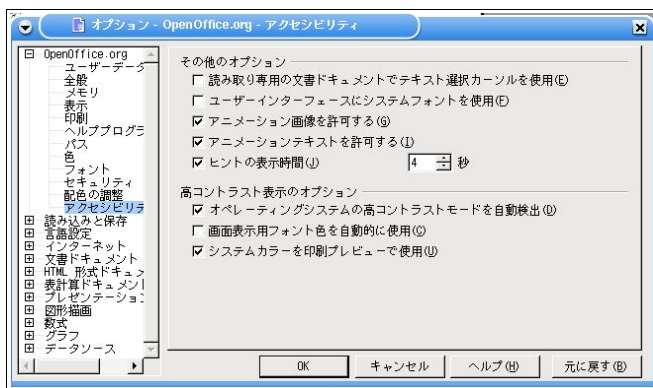 オプション - OpenOffice.org - アクセシビリティ
OpenOffice.org
ユーザーデータ
全般
メモリ
表示
印刷
ヘルププログラ
パス
色
フォント
セキュリティ
配色の調整
アクセシビリテ
読み込みと保存
言語設定
インターネット
文書ドキュメント
HTML 形式ドキュメ
表計算ドキュメント
プレゼンテーション
図形描画
数式
グラフ
データソース
その他のオプション
読み取り専用の文書ドキュメントでテキスト選択カーソルを使用(E)
ユーザーインターフェースにシステムフォントを使用(F)
アニメーション画像を許可する(G)
アニメーションテキストを許可する(I)
ヒントの表示時間(J) 4 秒
高コントラスト表示のオプション
オペレーティングシステムの高コントラストモードを自動検出(D)
画面表示用フォント色を自動的に使用(C)
システムカラーを印刷プレビューで使用(U)
OK キャンセル ヘルプ(H) 元に戻す(B)